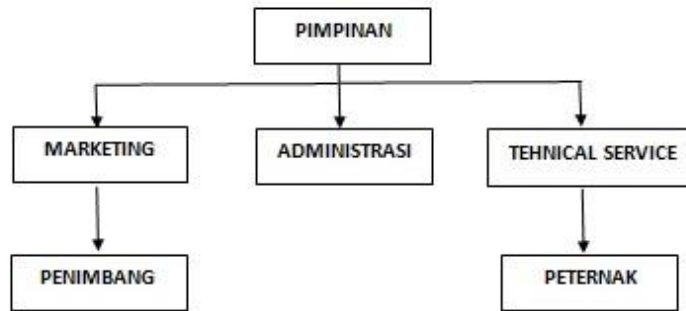 PIMPINAN
MARKETING
ADMINISTRASI
TEHNICAL SERVICE
PENIMBANG
PETERNAK